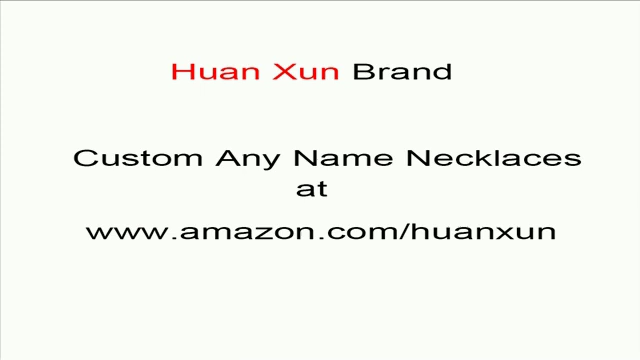 Huan Xun Brand
Custom Any Name Necklaces
at
www.amazon.com/huanxun